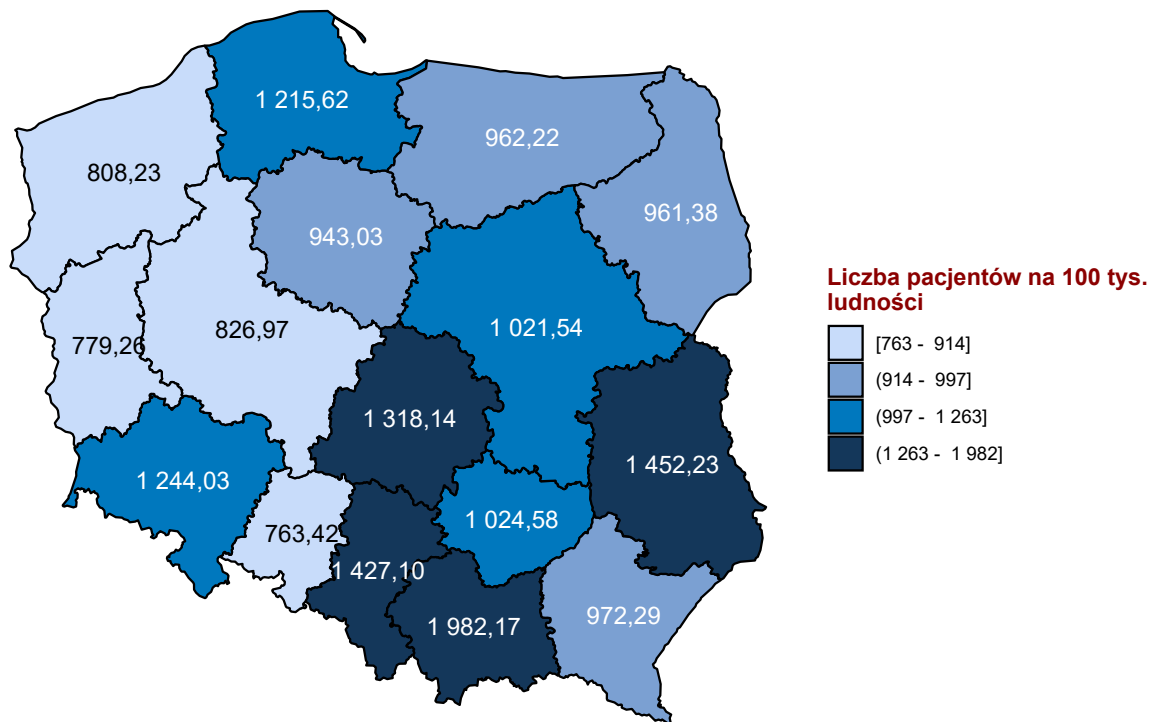 1 215,62
962,22
808,23
961,38
943,03
826,97
1 021,54
779,26
1 318,14
1 452,23
1 244,03
1 024,58
763,42
1 427,10
972,29
1 982,17
Liczba pacjentów na 100 tys.
ludności
[763 - 914]
(914 - 997]
(997 - 1 263]
(1 263 - 1 982]